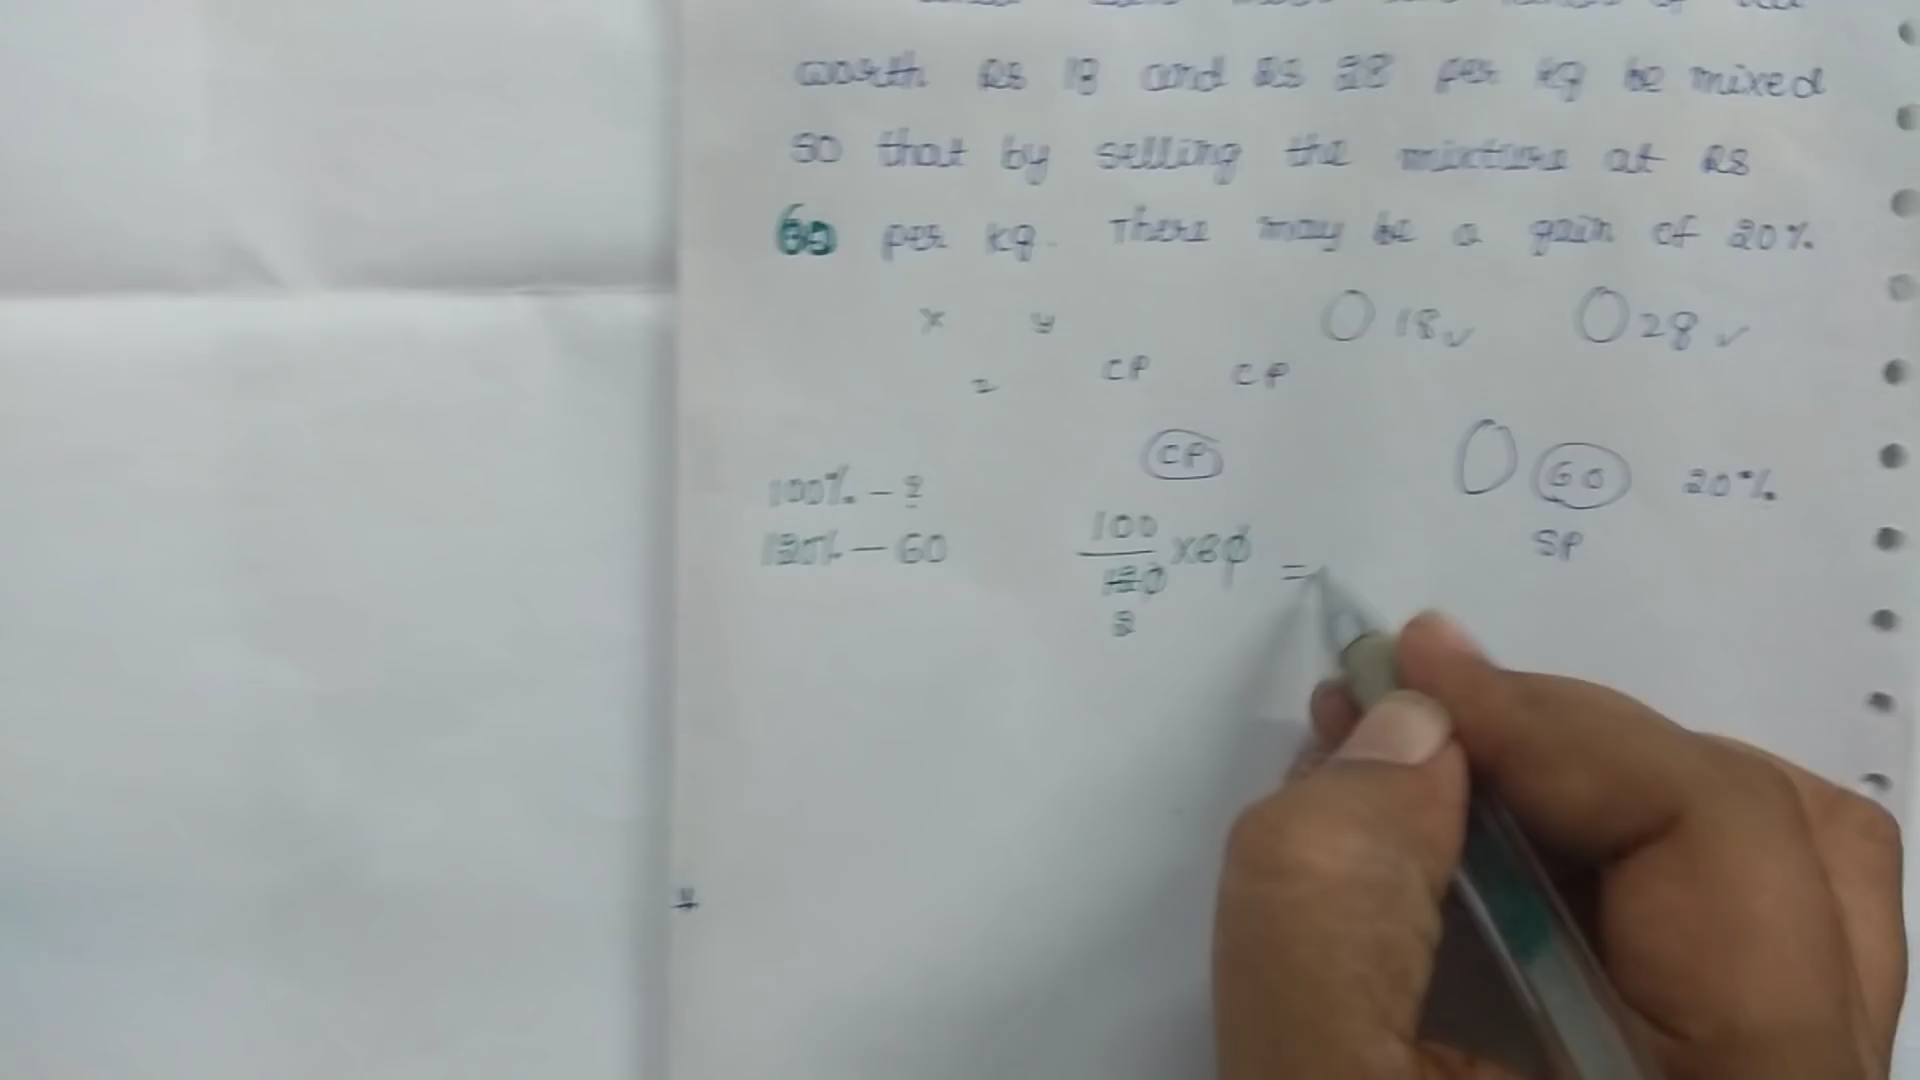 worth Rs 18 and Rs 28 per kg be mixed
so that by selling the mixture at Rs
60 per kg. There may be a gain of 20%
x y 18 ✓ 28 ✓
= CP CP
CP 60 20%
100% - ?
SP
120% - 60
100
120 × 60 =
2